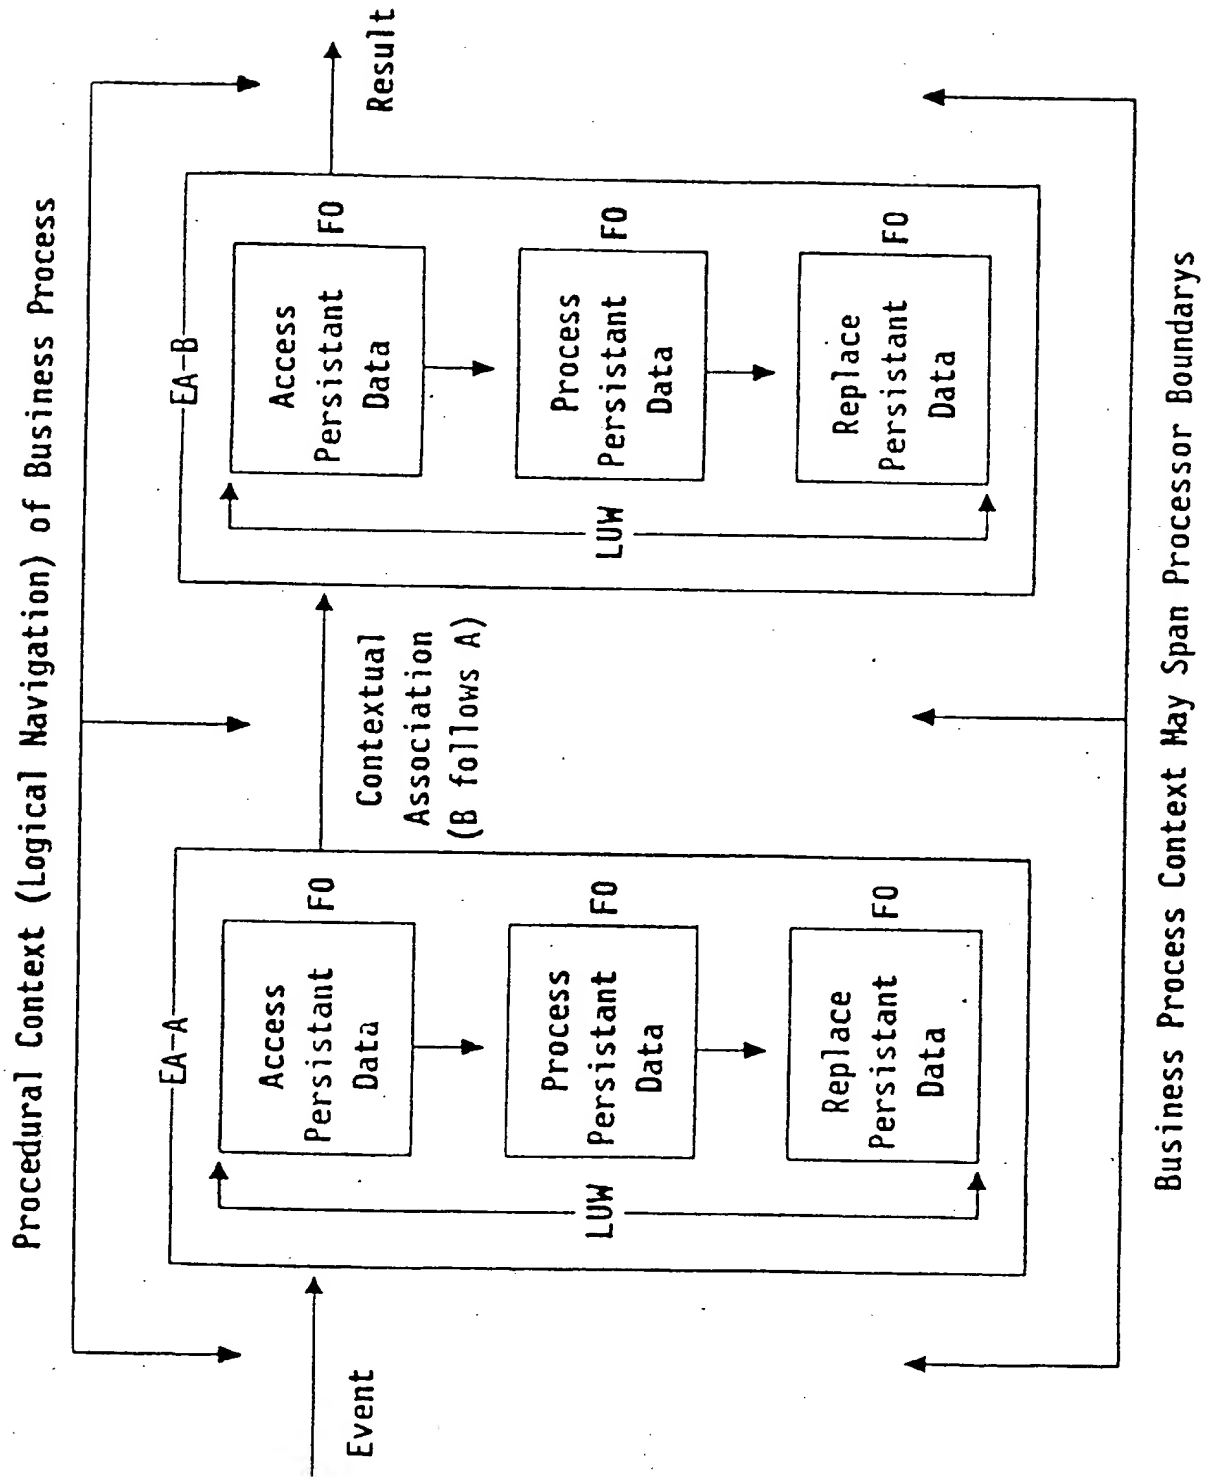 Procedural Context (Logical Navigation) of Business Process
EA-A
Access
Persistant
Data
FO
Process
Persistant
Data
FO
Replace
Persistant
Data
FO
LUW
Event
Contextual
Association
(B follows A)
EA-B
Access
Persistant
Data
FO
Process
Persistant
Data
FO
Replace
Persistant
Data
FO
LUW
Result
Business Process Context May Span Processor Boundarys